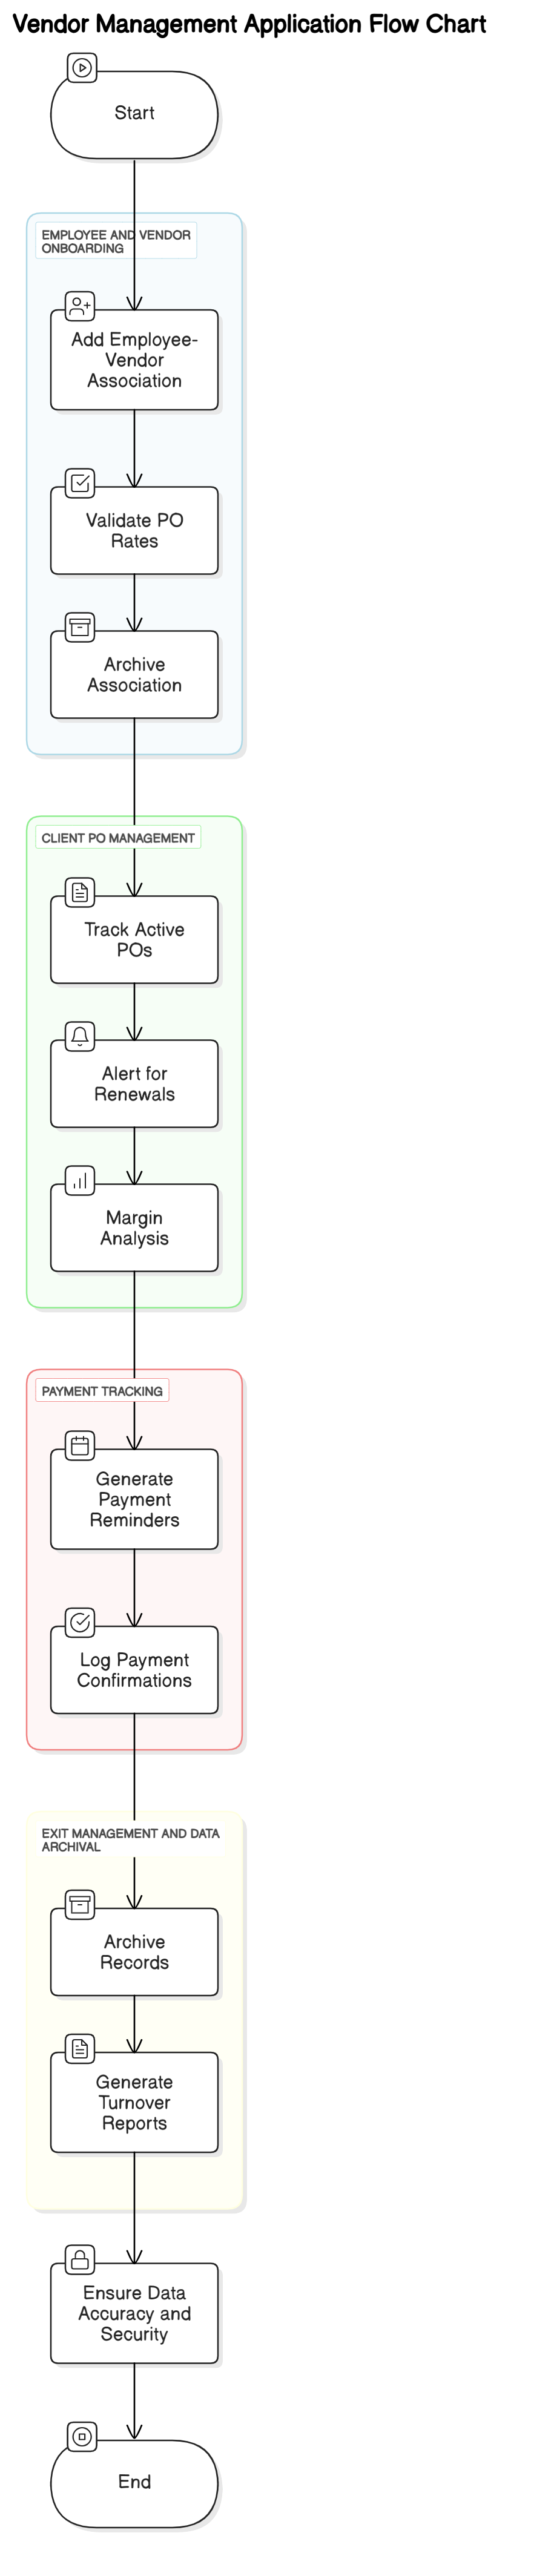 Vendor Management Application Flow Chart
Start
EMPLOYEE AND VENDOR
ONBOARDING
Add Employee-
Vendor
Association
Validate PO
Rates
Archive
Association
CLIENT PO MANAGEMENT
Track Active
POs
Alert for
Renewals
Margin
Analysis
PAYMENT TRACKING
Generate
Payment
Reminders
Log Payment
Confirmations
EXIT MANAGEMENT AND DATA
ARCHIVAL
Archive
Records
Generate
Turnover
Reports
Ensure Data
Accuracy and
Security
End